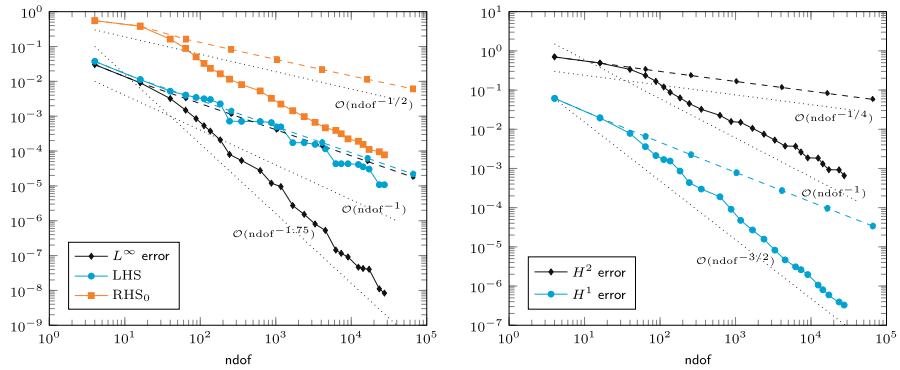 10^0
10^−1
10^−2
10^−3
10^−4
10^−5
10^−6
10^−7
10^−8
10^−9
O(ndof^−1/2)
O(ndof^−1)
O(ndof^−1.75)
L^∞ error
LHS
RHS_0
10^0 10^1 10^2 10^3 10^4 10^5
ndof
10^1
10^0
10^−1
10^−2
10^−3
10^−4
10^−5
10^−6
10^−7
O(ndof^−1/4)
O(ndof^−1)
O(ndof^−3/2)
H^2 error
H^1 error
10^0 10^1 10^2 10^3 10^4 10^5
ndof